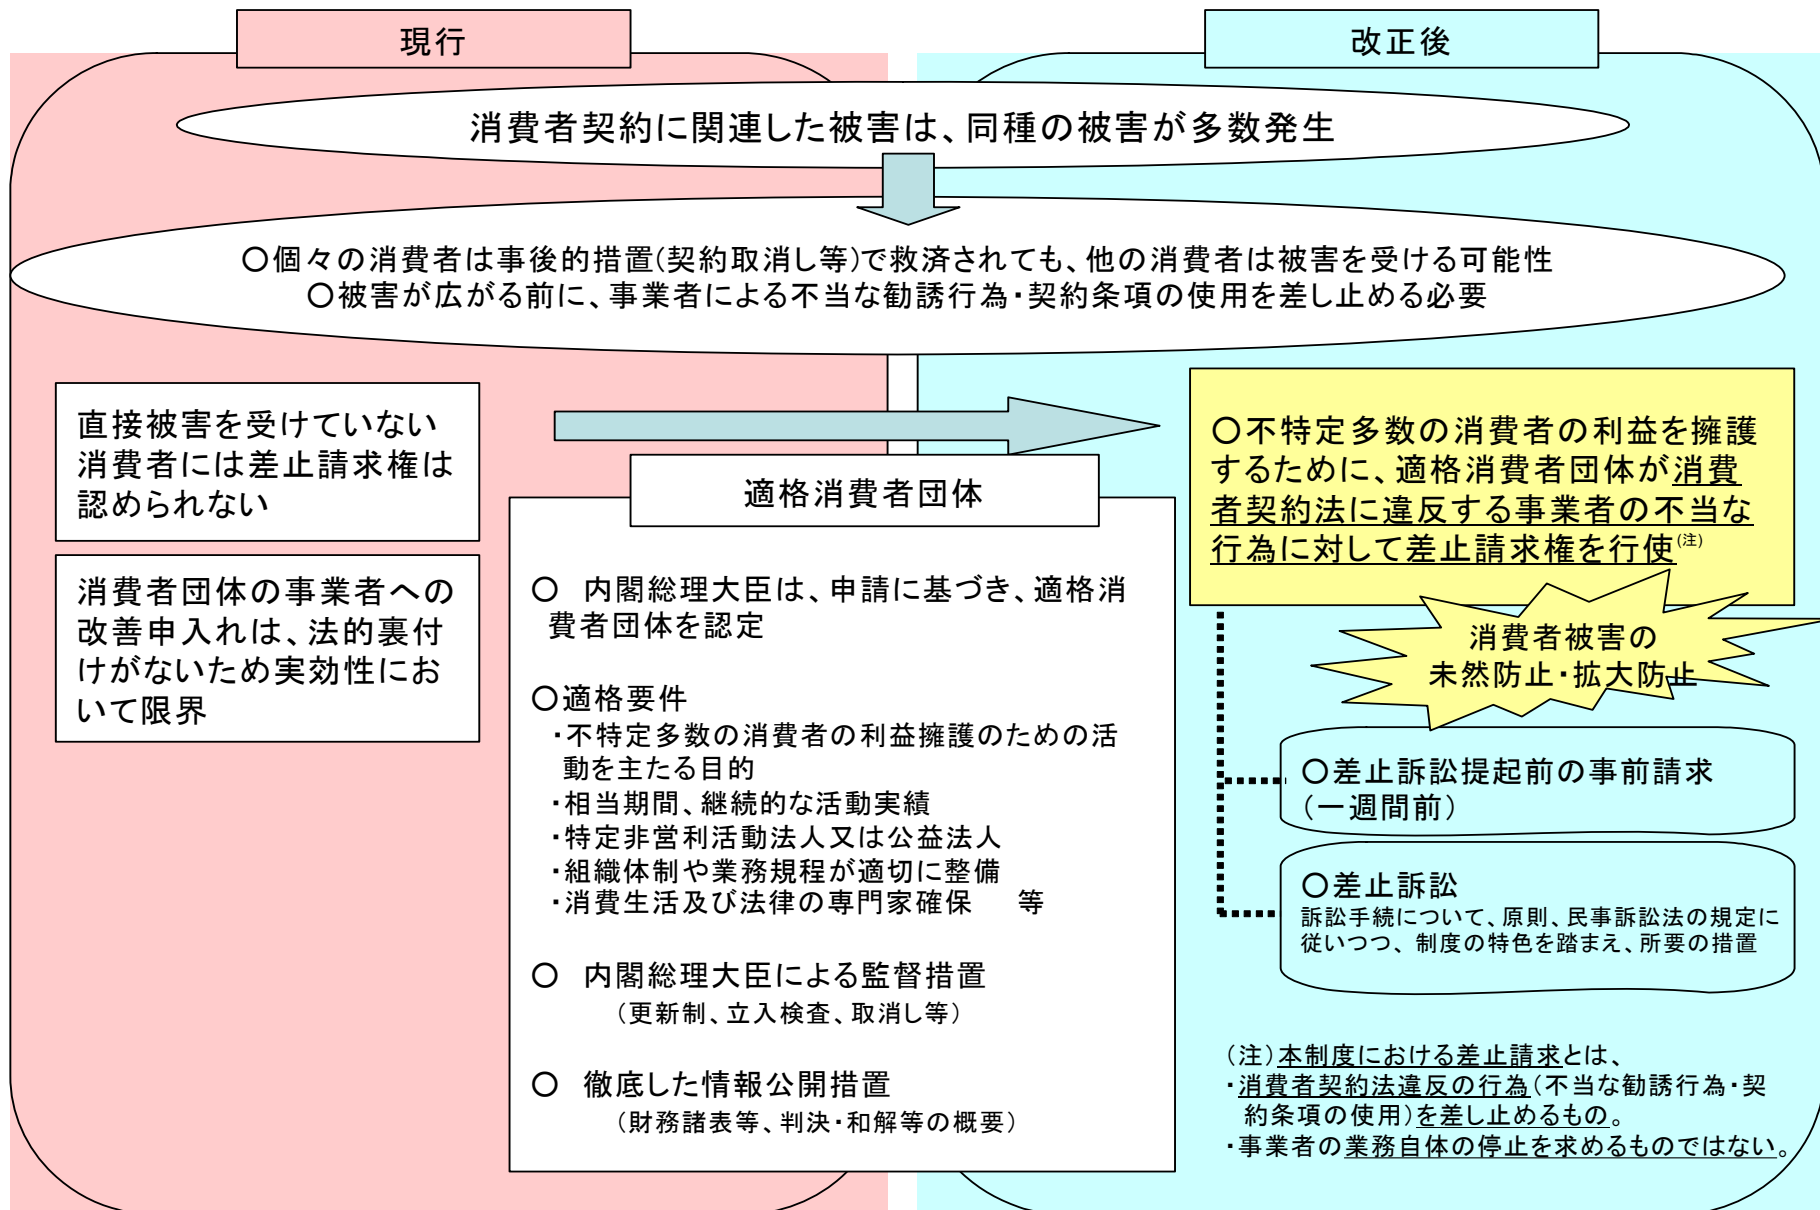 現行
改正後
消費者契約に関連した被害は、同種の被害が多数発生
○個々の消費者は事後的措置(契約取消し等)で救済されても、他の消費者は被害を受ける可能性
○被害が広がる前に、事業者による不当な勧誘行為・契約条項の使用を差し止める必要
直接被害を受けていない
消費者には差止請求権は
認められない
消費者団体の事業者への
改善申入れは、法的裏付
けがないため実効性にお
いて限界
適格消費者団体
○ 内閣総理大臣は、申請に基づき、適格消
費者団体を認定
○適格要件
・不特定多数の消費者の利益擁護のための活
動を主たる目的
・相当期間、継続的な活動実績
・特定非営利活動法人又は公益法人
・組織体制や業務規程が適切に整備
・消費生活及び法律の専門家確保 等
○ 内閣総理大臣による監督措置
（更新制、立入検査、取消し等）
○ 徹底した情報公開措置
（財務諸表等、判決・和解等の概要）
○不特定多数の消費者の利益を擁護
するために、適格消費者団体が消費
者契約法に違反する事業者の不当な
行為に対して差止請求権を行使(注)
消費者被害の
未然防止・拡大防止
○差止訴訟提起前の事前請求
（一週間前）
○差止訴訟
訴訟手続について、原則、民事訴訟法の規定に
従いつつ、制度の特色を踏まえ、所要の措置
（注）本制度における差止請求とは、
・消費者契約法違反の行為（不当な勧誘行為・契
約条項の使用）を差し止めるもの。
・事業者の業務自体の停止を求めるものではない。